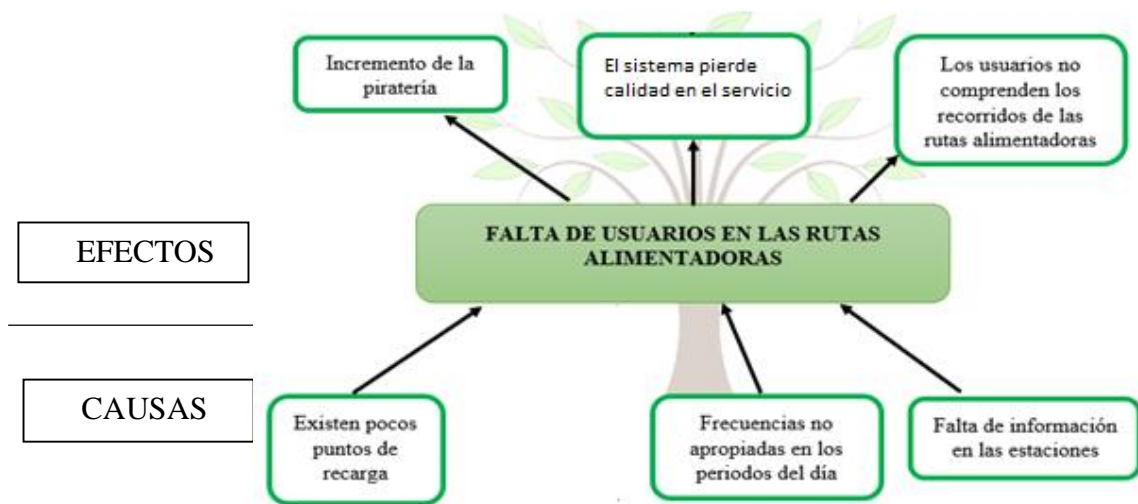 Incremento de la
piratería
El sistema pierde
calidad en el servicio
Los usuarios no
comprenden los
recorridos de las
rutas alimentadoras
EFECTOS
FALTA DE USUARIOS EN LAS RUTAS
ALIMENTADORAS
CAUSAS
Existen pocos
puntos de
recarga
Frecuencias no
apropiadas en los
periodos del día
Falta de información
en las estaciones